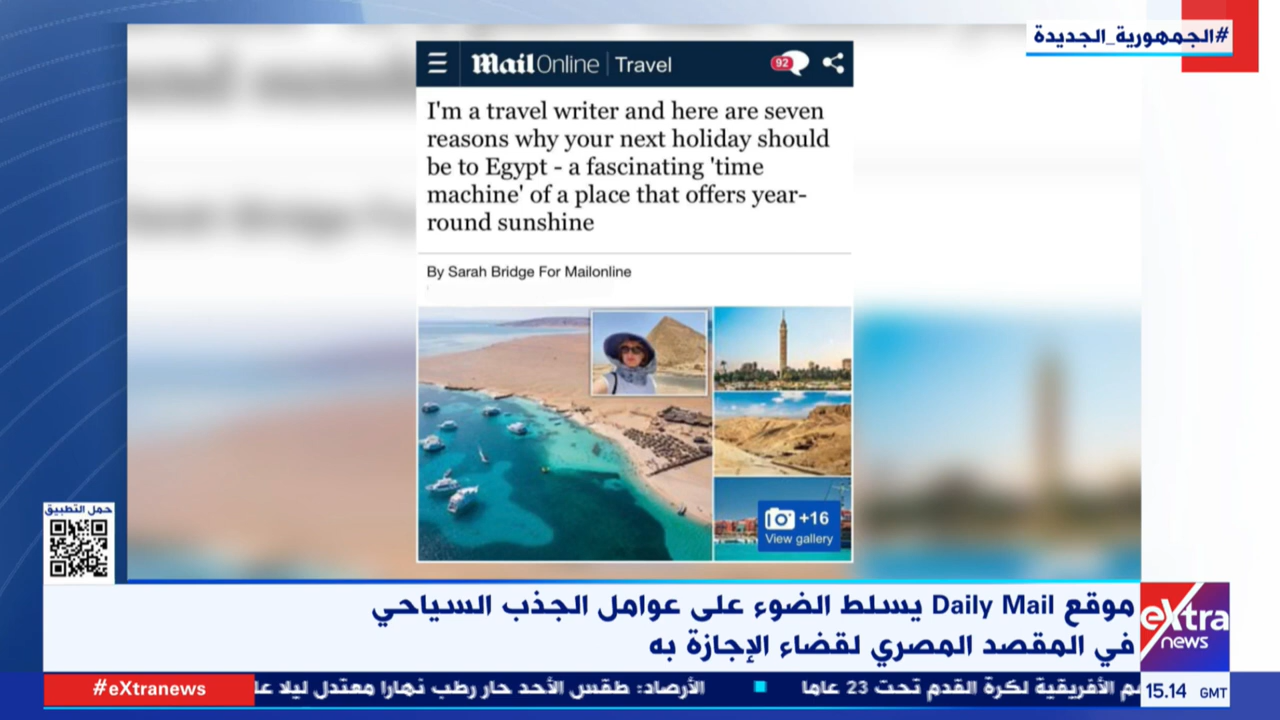 #الجمهورية_الجديدة
Mail Online Travel
92
I'm a travel writer and here are seven
reasons why your next holiday should
be to Egypt - a fascinating 'time
machine' of a place that offers year-
round sunshine
By Sarah Bridge For Mailonline
+16
View gallery
حمل التطبيق
موقع Daily Mail يسلط الضوء على عوامل الجذب السياحي
في المقصد المصري لقضاء الإجازة به
eXtra
news
#eXtranews
الأفريقية لكرة القدم تحت 23 عاما
الأرصاد: طقس الأحد حار رطب نهارا معتدل ليلا
15.14 GMT